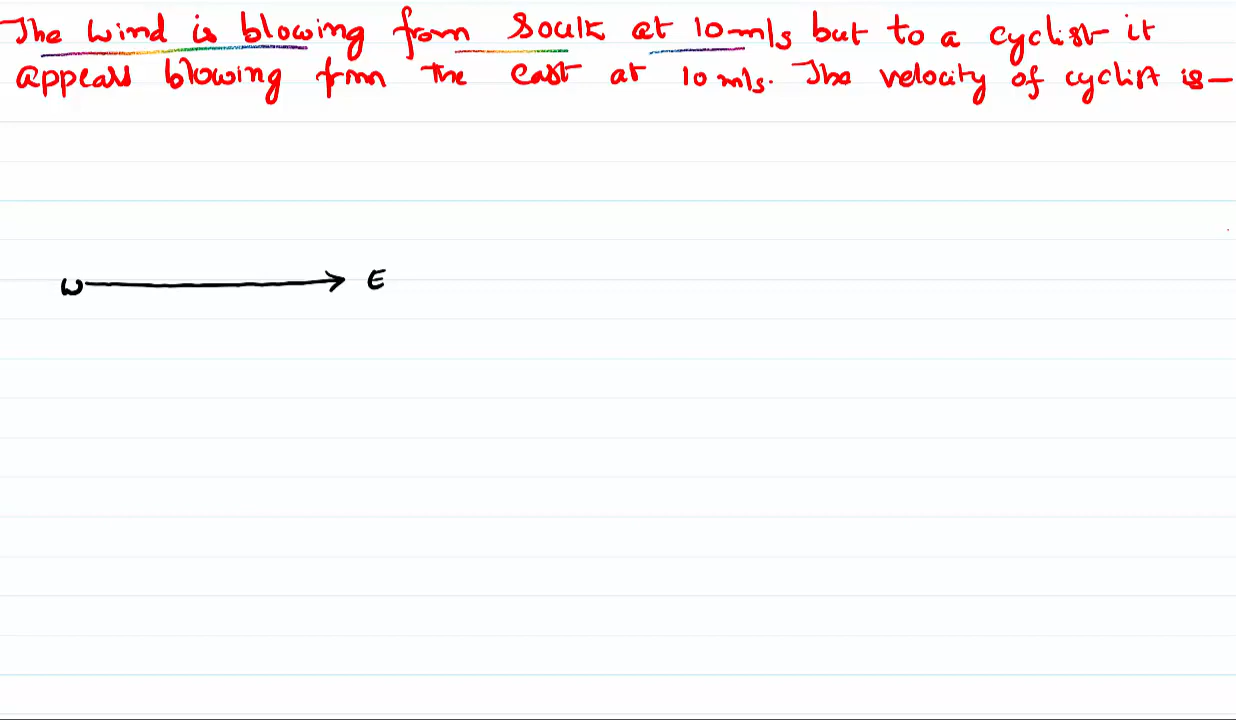 The wind is blowing from South at 10m/s but to a cyclist it
appears blowing from the east at 10 m/s. The velocity of cyclist is—
W E